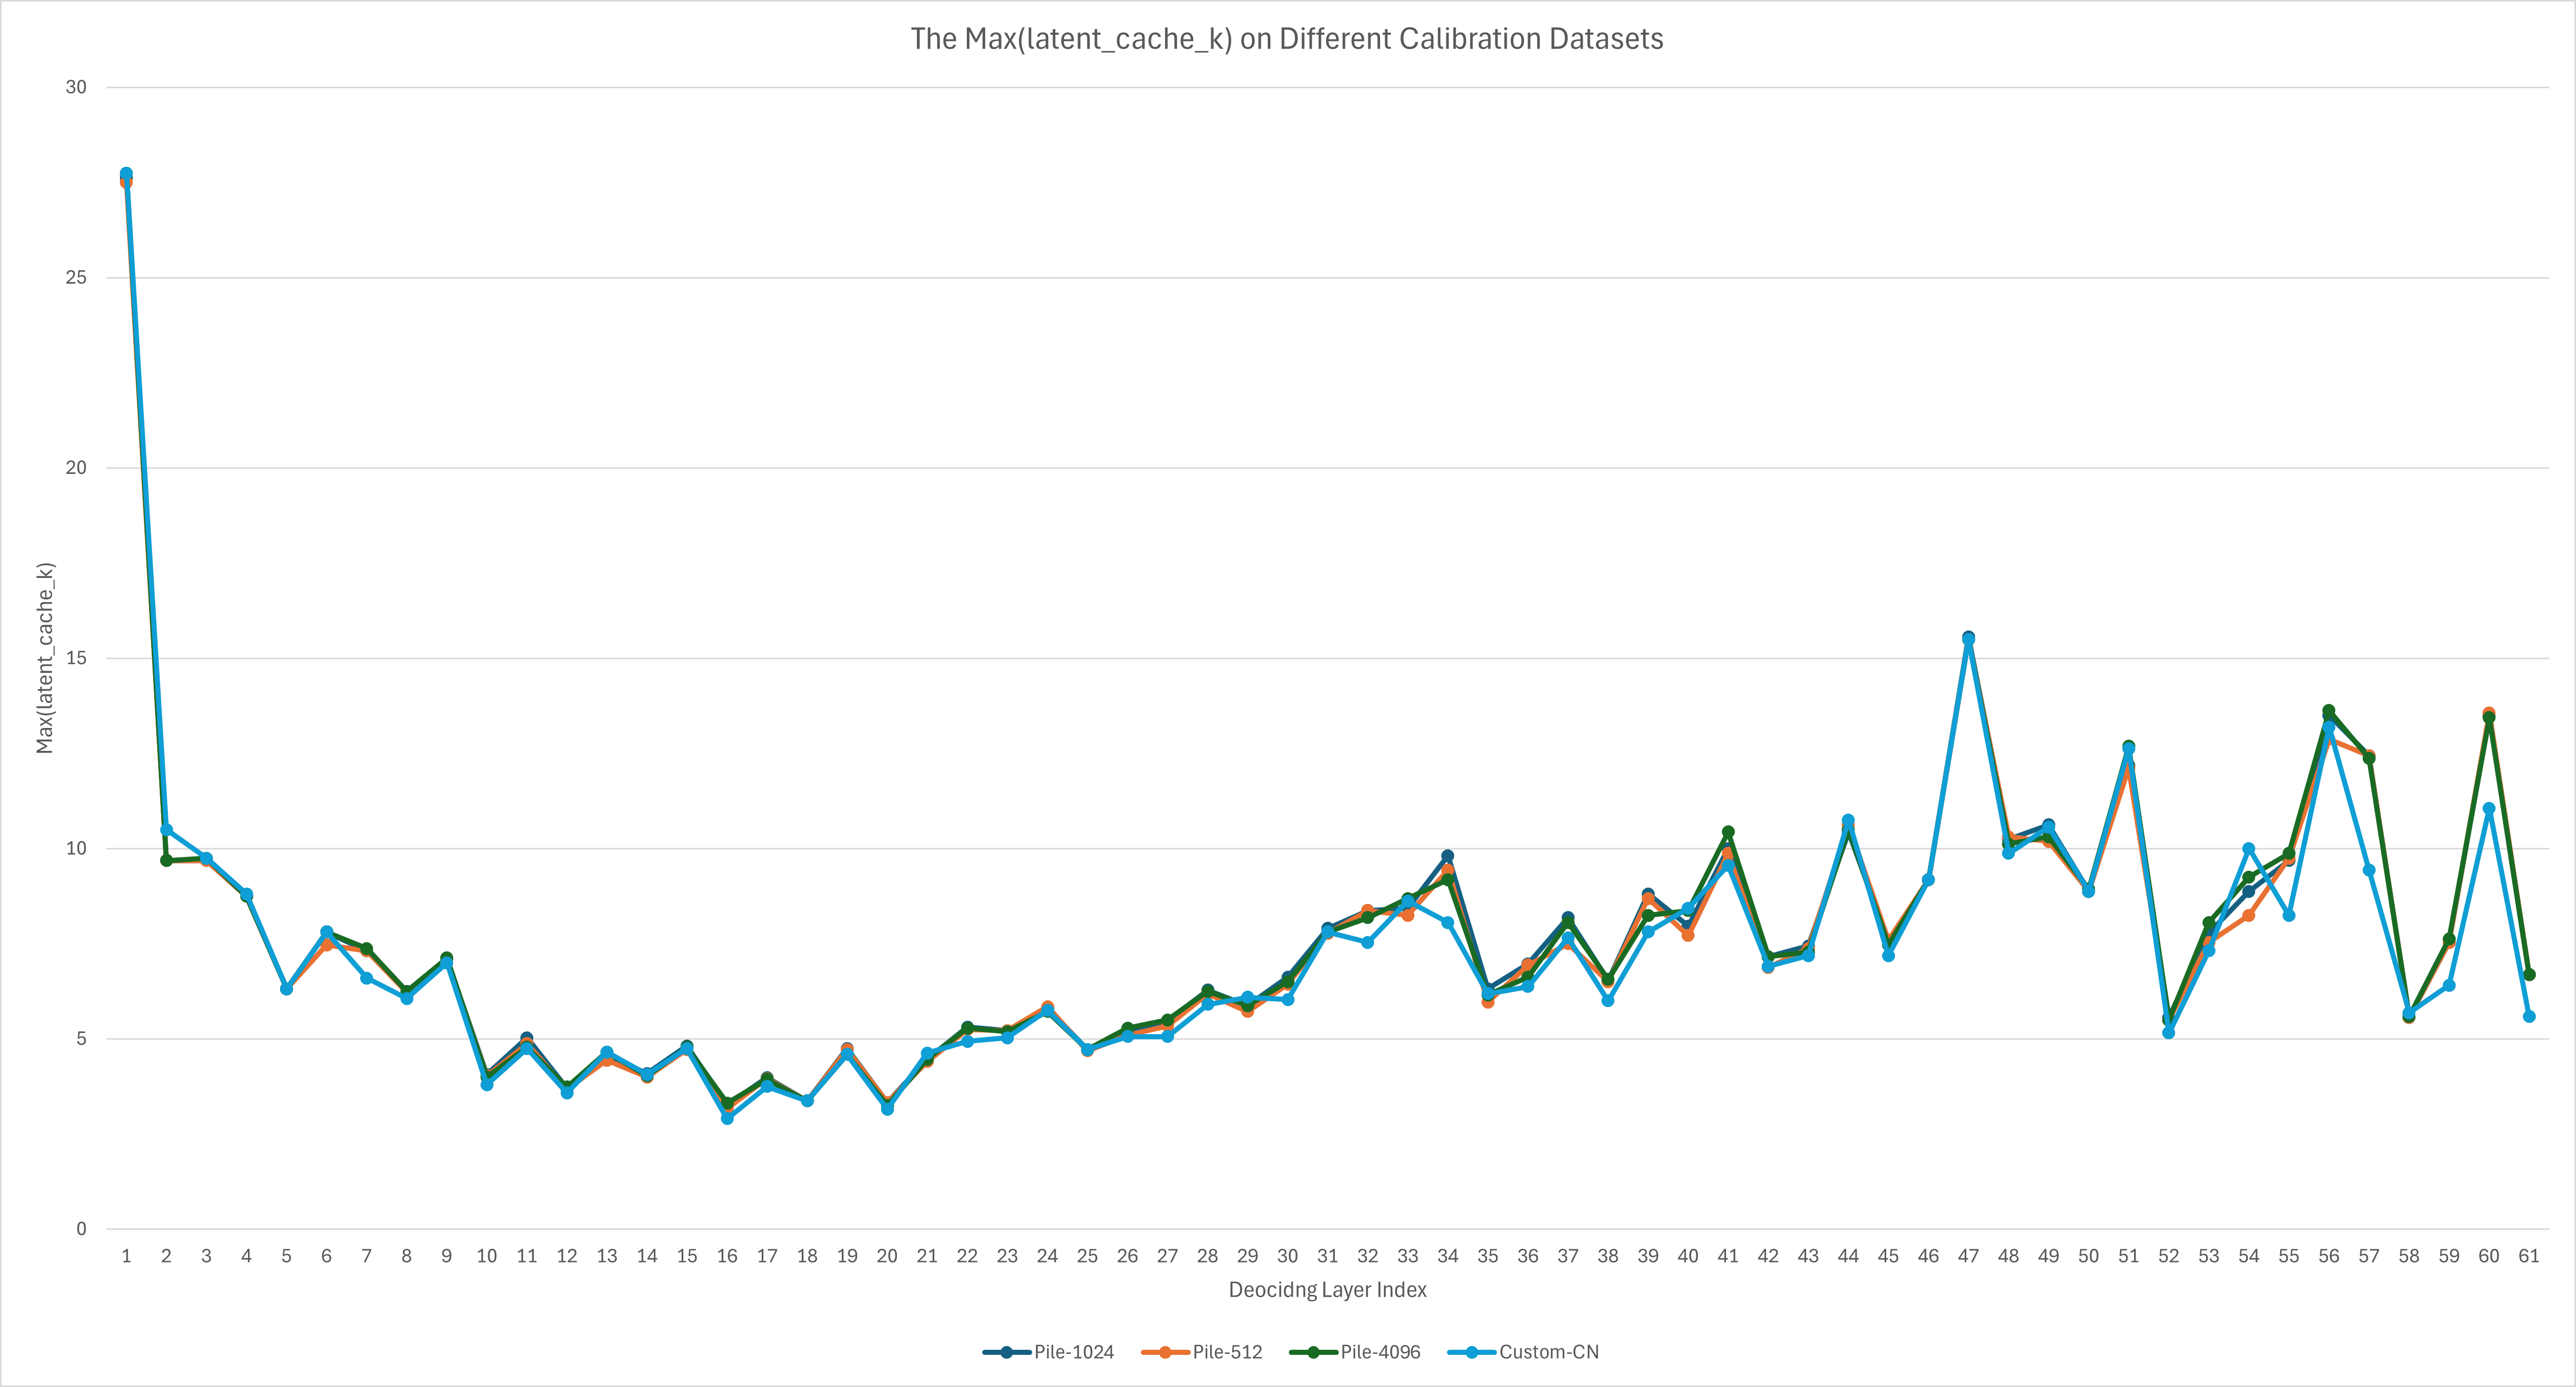 The Max(latent_cache_k) on Different Calibration Datasets
30
25
20
15
10
5
0
Max(latent_cache_k)
1 2 3 4 5 6 7 8 9 10 11 12 13 14 15 16 17 18 19 20 21 22 23 24 25 26 27 28 29 30 31 32 33 34 35 36 37 38 39 40 41 42 43 44 45 46 47 48 49 50 51 52 53 54 55 56 57 58 59 60 61
Deocidng Layer Index
Pile-1024 Pile-512 Pile-4096 Custom-CN